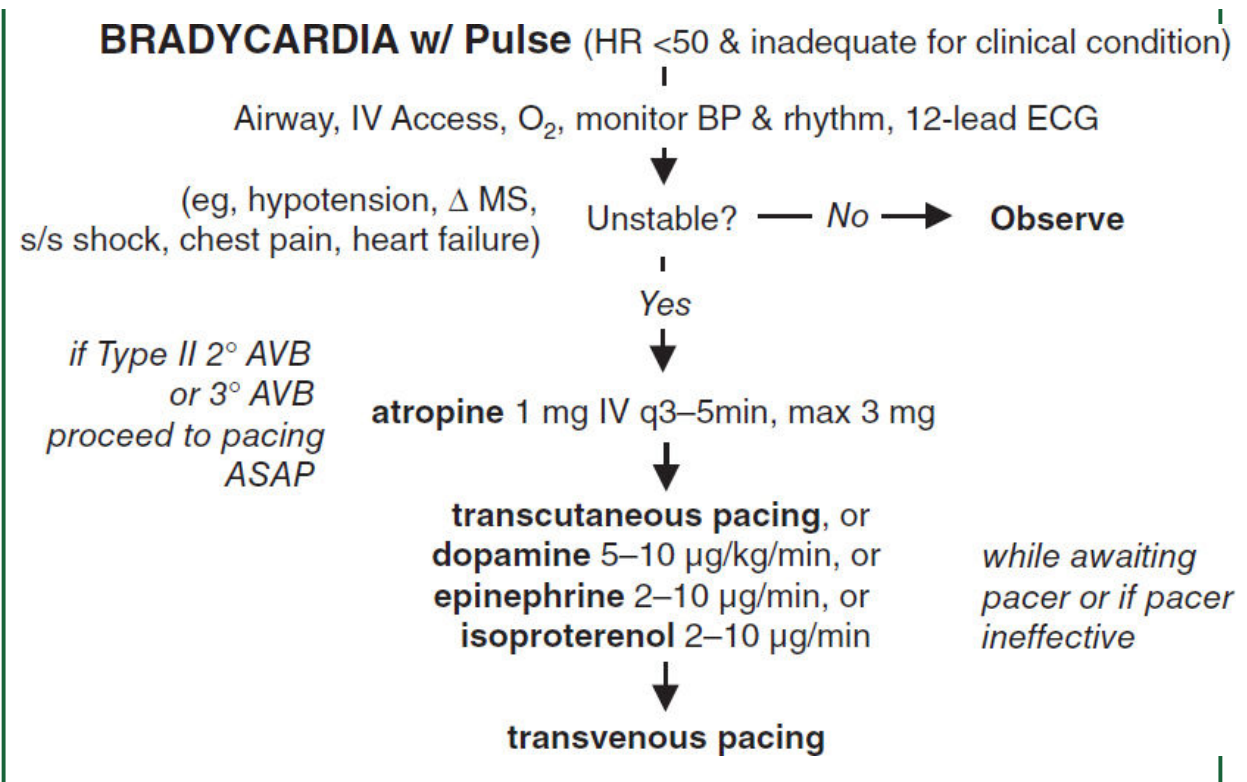 BRADYCARDIA w/ Pulse (HR <50 & inadequate for clinical condition)
Airway, IV Access, O₂, monitor BP & rhythm, 12-lead ECG
(eg, hypotension, Δ MS,
s/s shock, chest pain, heart failure)
Unstable?
No
Observe
Yes
if Type II 2° AVB
or 3° AVB
proceed to pacing
ASAP
atropine 1 mg IV q3–5min, max 3 mg
transcutaneous pacing, or
dopamine 5–10 µg/kg/min, or
epinephrine 2–10 µg/min, or
isoproterenol 2–10 µg/min
while awaiting
pacer or if pacer
ineffective
transvenous pacing